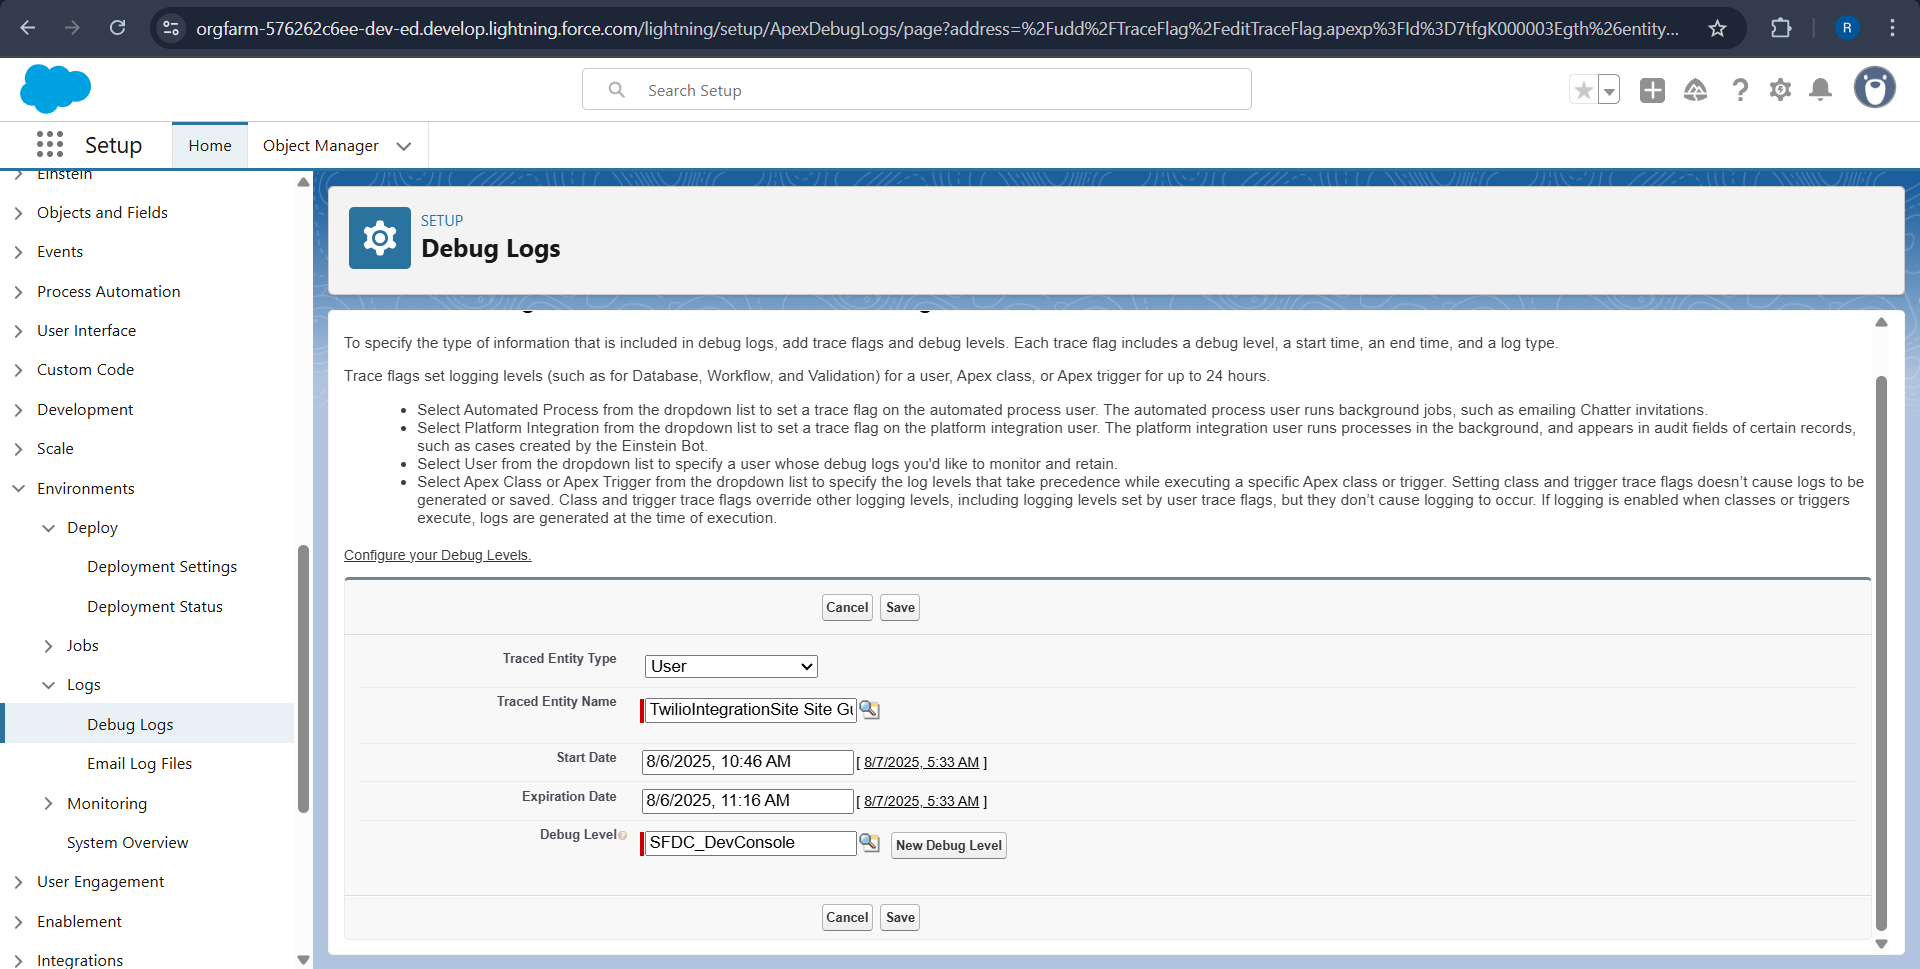 orgfarm-576262c6ee-dev-ed.develop.lightning.force.com/lightning/setup/ApexDebugLogs/page?address=%2Fudd%2FTraceFlag%2FeditTraceFlag.apexp%3FId%3D7tfgK000003Egth%26entity...
R
Search Setup
Setup
Home
Object Manager
Einstein
Objects and Fields
Events
Process Automation
User Interface
Custom Code
Development
Scale
Environments
Deploy
Deployment Settings
Deployment Status
Jobs
Logs
Debug Logs
Email Log Files
Monitoring
System Overview
User Engagement
Enablement
Integrations
SETUP
Debug Logs
To specify the type of information that is included in debug logs, add trace flags and debug levels. Each trace flag includes a debug level, a start time, an end time, and a log type.
Trace flags set logging levels (such as for Database, Workflow, and Validation) for a user, Apex class, or Apex trigger for up to 24 hours.
• Select Automated Process from the dropdown list to set a trace flag on the automated process user. The automated process user runs background jobs, such as emailing Chatter invitations.
• Select Platform Integration from the dropdown list to set a trace flag on the platform integration user. The platform integration user runs processes in the background, and appears in audit fields of certain records,
such as cases created by the Einstein Bot.
• Select User from the dropdown list to specify a user whose debug logs you'd like to monitor and retain.
• Select Apex Class or Apex Trigger from the dropdown list to specify the log levels that take precedence while executing a specific Apex class or trigger. Setting class and trigger trace flags doesn’t cause logs to be
generated or saved. Class and trigger trace flags override other logging levels, including logging levels set by user trace flags, but they don’t cause logging to occur. If logging is enabled when classes or triggers
execute, logs are generated at the time of execution.
Configure your Debug Levels.
Cancel Save
Traced Entity Type User
Traced Entity Name TwilioIntegrationSite Site Gu
Start Date 8/6/2025, 10:46 AM [ 8/7/2025, 5:33 AM ]
Expiration Date 8/6/2025, 11:16 AM [ 8/7/2025, 5:33 AM ]
Debug Level SFDC_DevConsole New Debug Level
Cancel Save